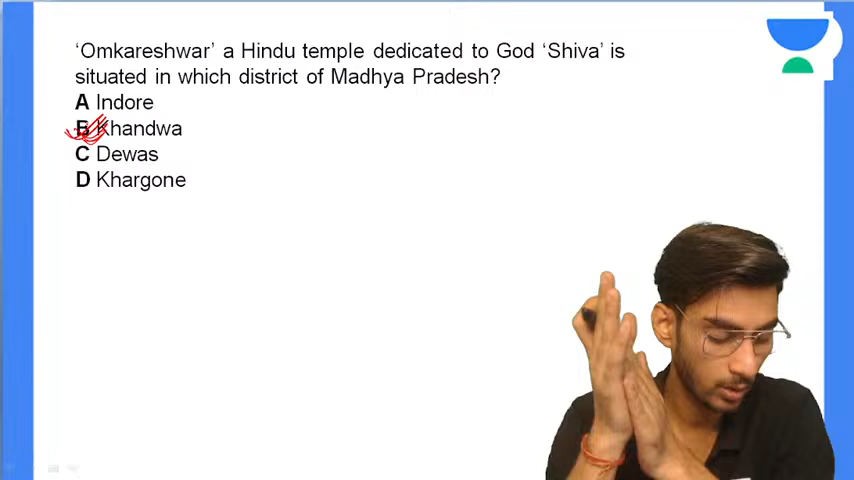 ‘Omkareshwar’ a Hindu temple dedicated to God ‘Shiva’ is
situated in which district of Madhya Pradesh?
A Indore
B Khandwa
C Dewas
D Khargone